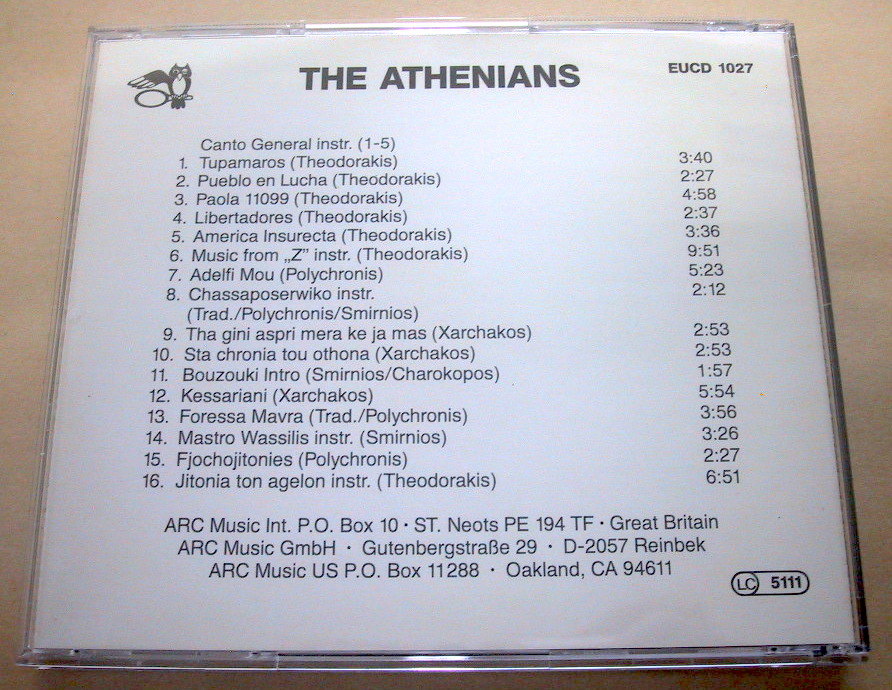 THE ATHENIANS EUCD 1027
Canto General instr. (1-5)
1. Tupamaros (Theodorakis) 3:40
2. Pueblo en Lucha (Theodorakis) 2:27
3. Paola 11099 (Theodorakis) 4:58
4. Libertadores (Theodorakis) 2:37
5. America Insurecta (Theodorakis) 3:36
6. Music from „Z” instr. (Theodorakis) 9:51
7. Adelfi Mou (Polychronis) 5:23
8. Chassaposerwiko instr. 2:12
(Trad./Polychronis/Smirnios)
9. Tha gini aspri mera ke ja mas (Xarchakos) 2:53
10. Sta chronia tou othona (Xarchakos) 2:53
11. Bouzouki Intro (Smirnios/Charokopos) 1:57
12. Kessariani (Xarchakos) 5:54
13. Foressa Mavra (Trad./Polychronis) 3:56
14. Mastro Wassilis instr. (Smirnios) 3:26
15. Fjochojitonies (Polychronis) 2:27
16. Jitonia ton agelon instr. (Theodorakis) 6:51
ARC Music Int. P.O. Box 10 · ST. Neots PE 194 TF · Great Britain
ARC Music GmbH · Gutenbergstraße 29 · D-2057 Reinbek
ARC Music US P.O. Box 11288 · Oakland, CA 94611
LC 5111